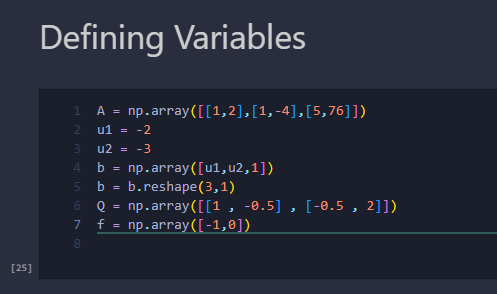 Defining Variables
1 A = np.array([[1,2],[1,-4],[5,76]])
2 u1 = -2
3 u2 = -3
4 b = np.array([u1,u2,1])
5 b = b.reshape(3,1)
6 Q = np.array([[1 , -0.5] , [-0.5 , 2]])
7 f = np.array([-1,0])
8
[25]